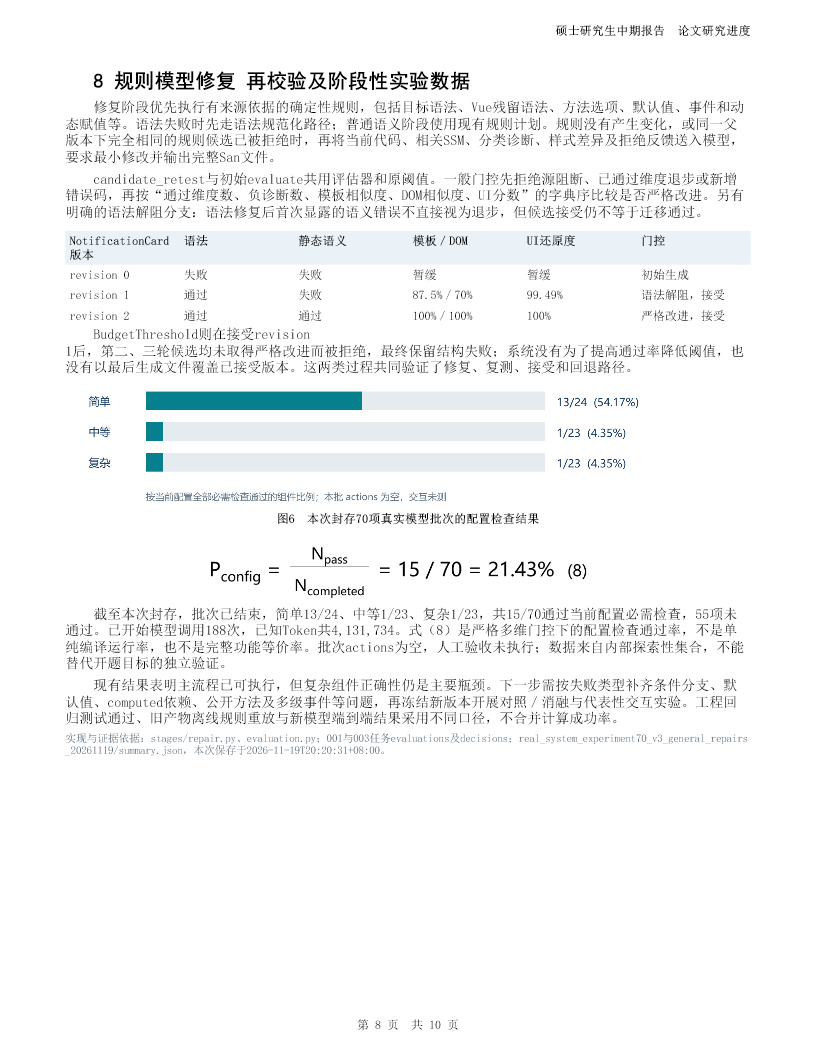 硕士研究生中期报告 论文研究进度
8 规则模型修复 再校验及阶段性实验数据
修复阶段优先执行有来源依据的确定性规则，包括目标语法、Vue残留语法、方法选项、默认值、事件和动
态赋值等。语法失败时先走语法规范化路径；普通语义阶段使用现有规则计划。规则没有产生变化，或同一父
版本下完全相同的规则候选已被拒绝时，再将当前代码、相关SSM、分类诊断、样式差异及拒绝反馈送入模型，
要求最小修改并输出完整San文件。
candidate_retest与初始evaluate共用评估器和原阈值。一般门控先拒绝源阻断、已通过维度退步或新增
错误码，再按“通过维度数、负诊断数、模板相似度、DOM相似度、UI分数”的字典序比较是否严格改进。另有
明确的语法解阻分支：语法修复后首次显露的语义错误不直接视为退步，但候选接受仍不等于迁移通过。
NotificationCard 语法 静态语义 模板／DOM UI还原度 门控
版本
revision 0 失败 失败 暂缓 暂缓 初始生成
revision 1 通过 失败 87.5%／70% 99.49% 语法解阻，接受
revision 2 通过 通过 100%／100% 100% 严格改进，接受
BudgetThreshold则在接受revision
1后，第二、三轮候选均未取得严格改进而被拒绝，最终保留结构失败；系统没有为了提高通过率降低阈值，也
没有以最后生成文件覆盖已接受版本。这两类过程共同验证了修复、复测、接受和回退路径。
简单 13/24 (54.17%)
中等 1/23 (4.35%)
复杂 1/23 (4.35%)
按当前配置全部必需检查通过的组件比例；本批 actions 为空，交互未测
图6 本次封存70项真实模型批次的配置检查结果
P_config = N_pass / N_completed = 15 / 70 = 21.43% (8)
截至本次封存，批次已结束，简单13/24、中等1/23、复杂1/23，共15/70通过当前配置必需检查，55项未
通过。已开始模型调用188次，已知Token共4,131,734。式（8）是严格多维门控下的配置检查通过率，不是单
纯编译运行率，也不是完整功能等价率。批次actions为空，人工验收未执行；数据来自内部探索性集合，不能
替代开题目标的独立验证。
现有结果表明主流程已可执行，但复杂组件正确性仍是主要瓶颈。下一步需按失败类型补齐条件分支、默
认值、computed依赖、公开方法及多级事件等问题，再冻结新版本开展对照／消融与代表性交互实验。工程回
归测试通过、旧产物离线规则重放与新模型端到端结果采用不同口径，不合并计算成功率。
实现与证据依据：stages/repair.py、evaluation.py；001与003任务evaluations及decisions；real_system_experiment70_v3_general_repairs
_20261119/summary.json，本次保存于2026-11-19T20:20:31+08:00。
第 8 页 共 10 页